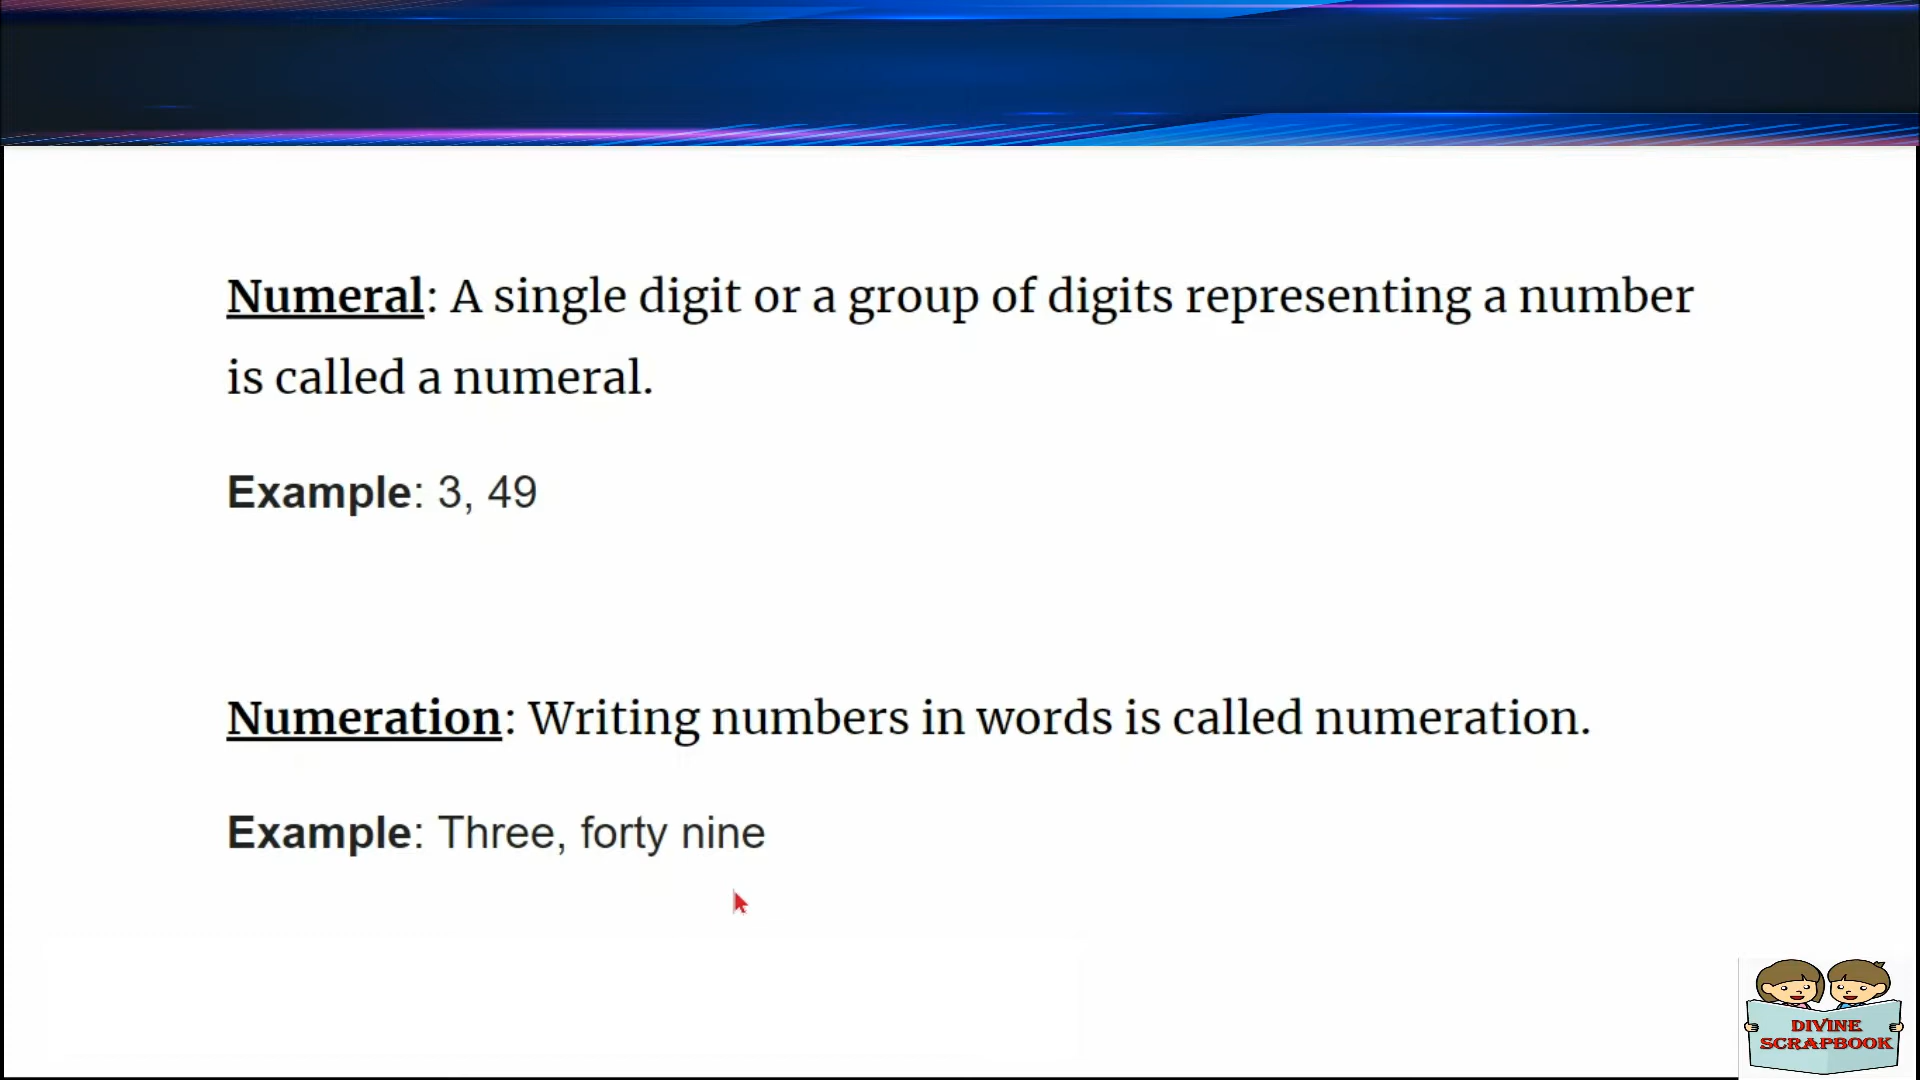 Numeral: A single digit or a group of digits representing a number
is called a numeral.
Example: 3, 49
Numeration: Writing numbers in words is called numeration.
Example: Three, forty nine
DIVINE
SCRAPBOOK